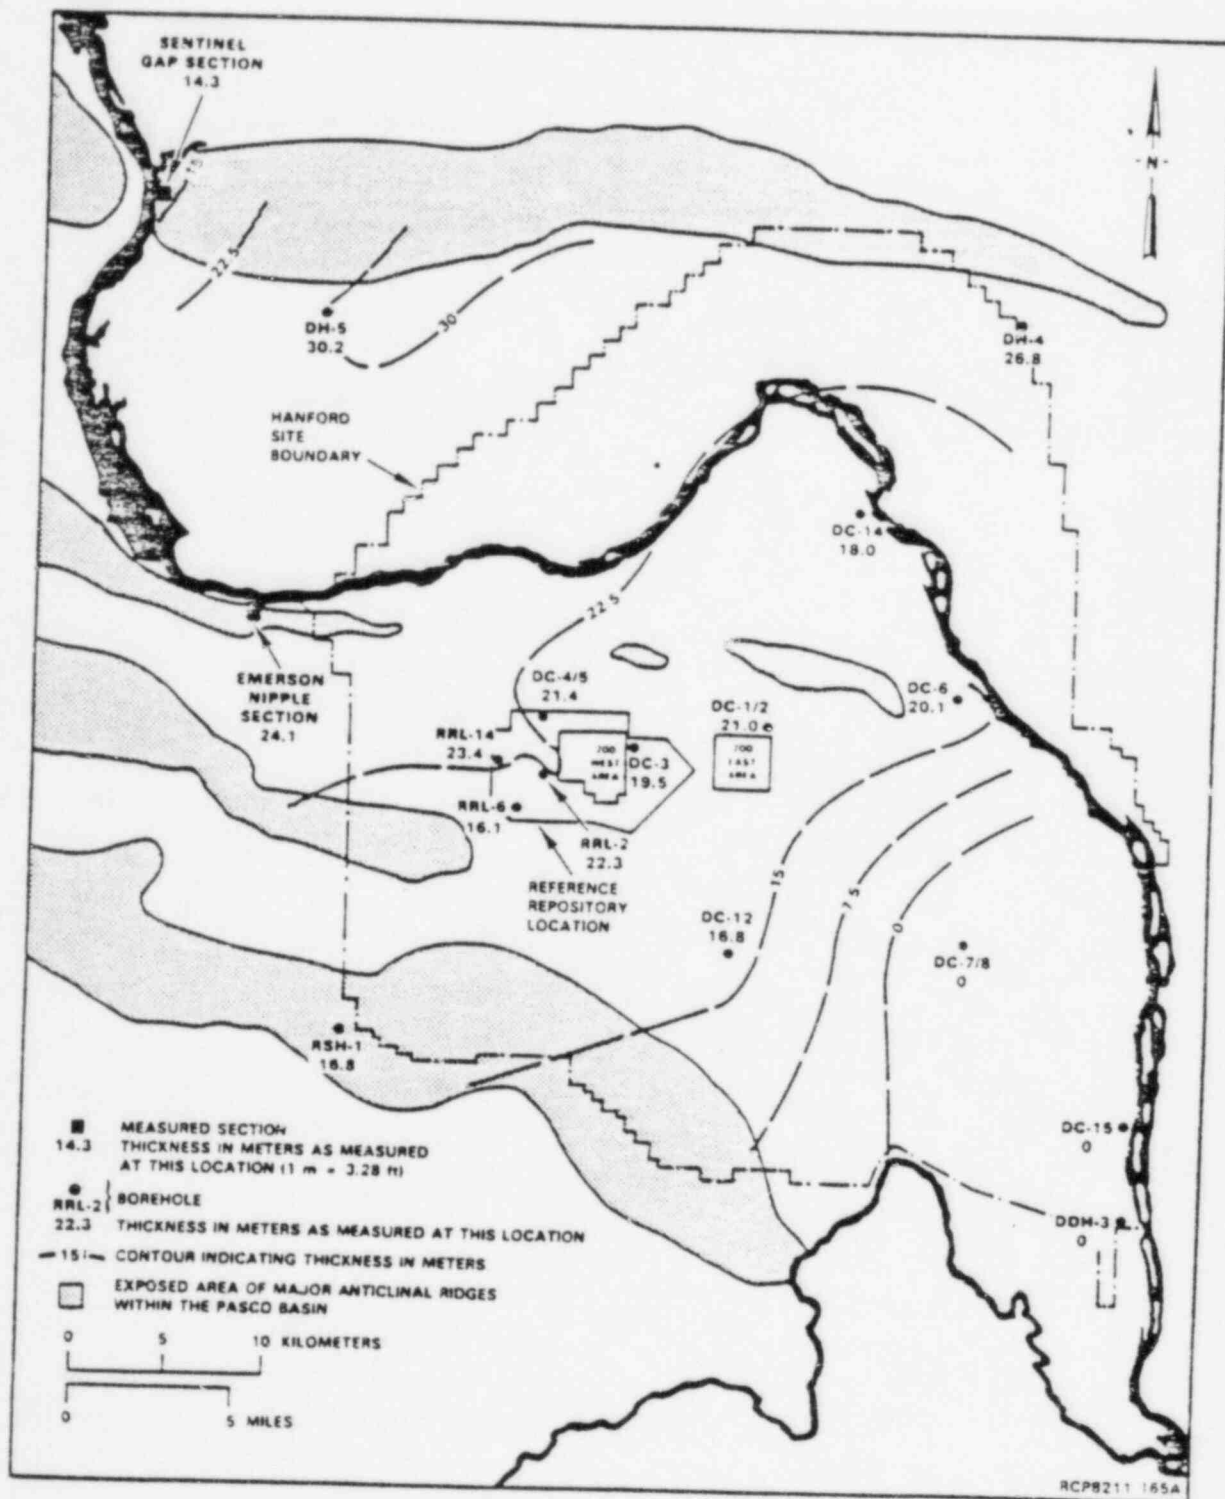 SENTINEL
GAP SECTION
14.3
15
N
22.5
DH-5
30.2
30
DH-4
26.8
HANFORD
SITE
BOUNDARY
DC-14
18.0
22.5
EMERSON
NIPPLE
SECTION
24.1
DC-4/5
21.4
DC-6
20.1
DC-1/2
21.0
RRL-14
23.4
200
WEST
AREA
DC-3
19.5
200
EAST
AREA
RRL-6
16.1
RRL-2
22.3
REFERENCE
REPOSITORY
LOCATION
15
7.5
0
DC-12
16.8
DC-7/8
0
RSH-1
16.8
DC-15
0
DDH-3
0
MEASURED SECTION
14.3 THICKNESS IN METERS AS MEASURED
AT THIS LOCATION (1 m = 3.28 ft)
RRL-2 BOREHOLE
22.3 THICKNESS IN METERS AS MEASURED AT THIS LOCATION
15 CONTOUR INDICATING THICKNESS IN METERS
EXPOSED AREA OF MAJOR ANTICLINAL RIDGES
WITHIN THE PASCO BASIN
0 5 10 KILOMETERS
0 5 MILES
RCP8211 165A